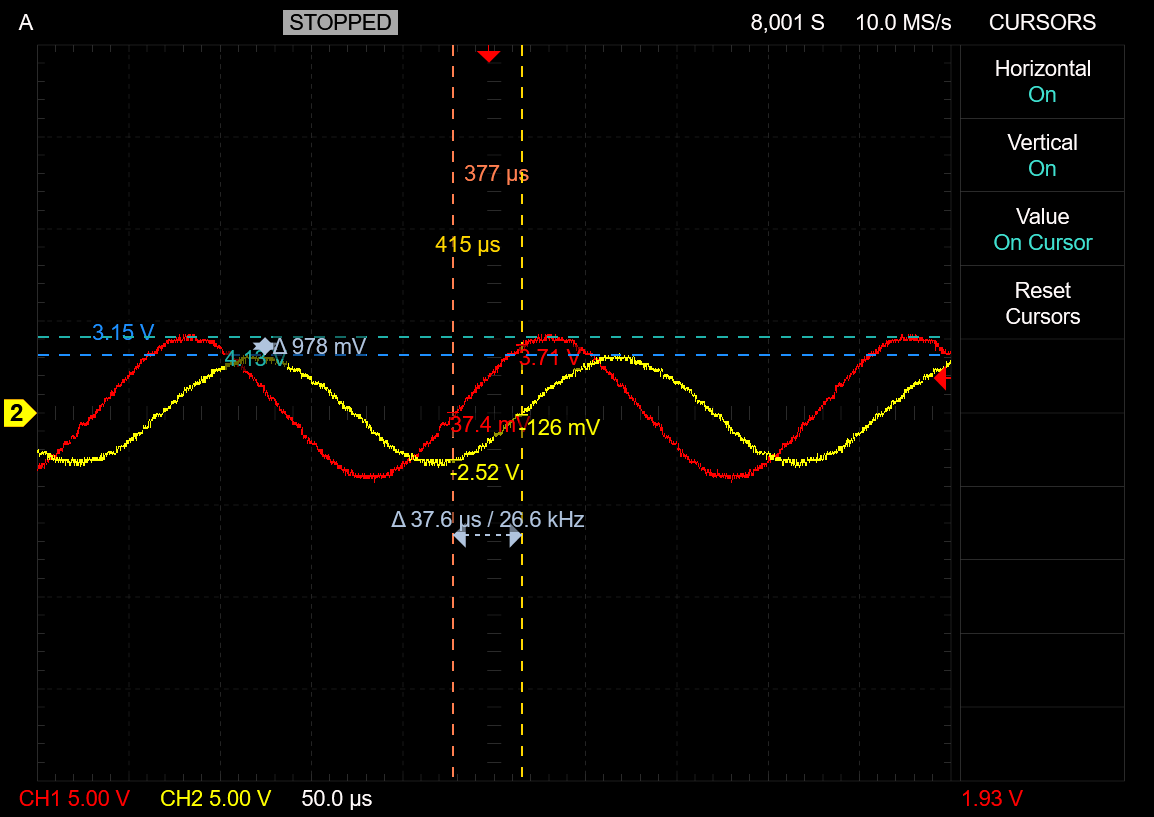 A
STOPPED
8,001 S
10.0 MS/s
CURSORS
Horizontal
On
Vertical
On
Value
On Cursor
Reset
Cursors
377 µs
415 µs
3.15 V
Δ 978 mV
4.13 V
3.71 V
37.4 mV
-126 mV
-2.52 V
Δ 37.6 µs / 26.6 kHz
2
CH1 5.00 V
CH2 5.00 V
50.0 µs
1.93 V